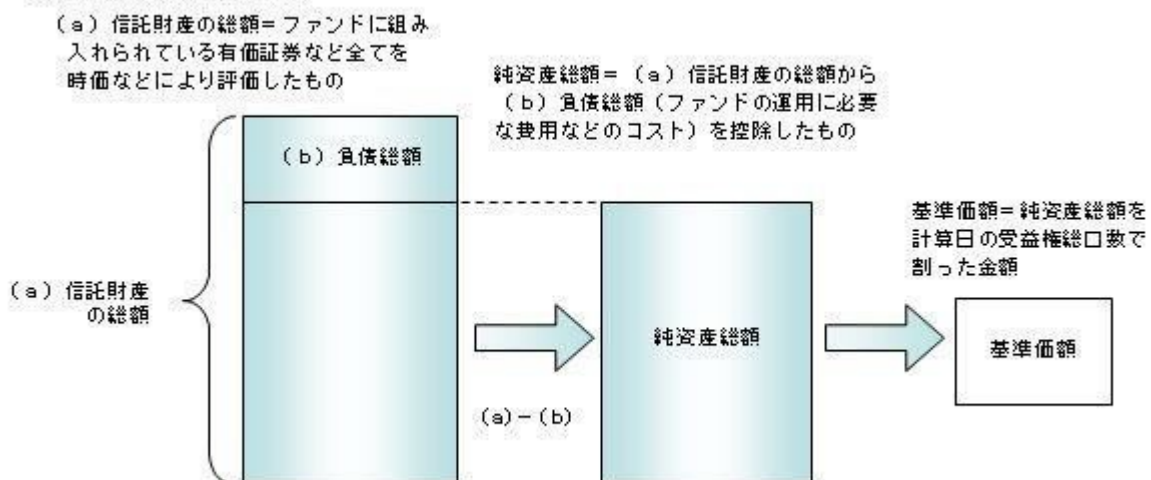 (a)信託財産の総額=ファンドに組み
入れられている有価証券など全てを
時価などにより評価したもの
純資産総額=(a)信託財産の総額から
(b)負債総額(ファンドの運用に必要
な費用などのコスト)を控除したもの
(b)負債総額
基準価額=純資産総額を
計算日の受益権総口数で
割った金額
(a)信託財産
の総額
純資産総額
基準価額
(a)-(b)